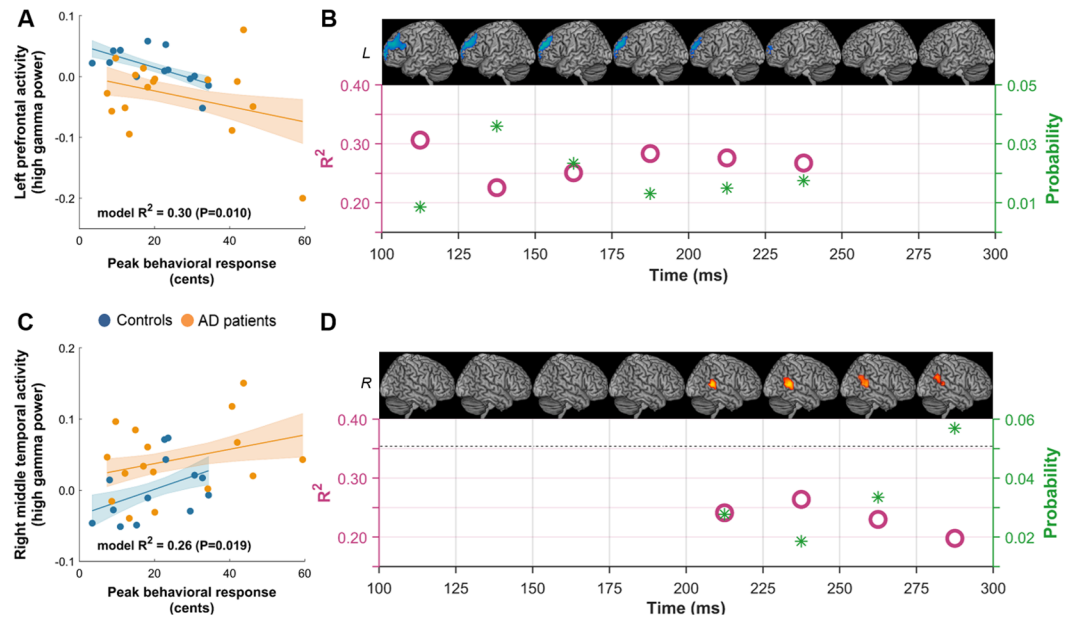 A
0.1
0.0
-0.1
-0.2
0
20
40
60
Left prefrontal activity
(high gamma power)
model R² = 0.30 (P=0.010)
Peak behavioral response
(cents)
B
L
0.40
0.30
0.20
R²
0.05
0.03
0.01
Probability
100
125
150
175
200
225
250
300
Time (ms)
C
Controls
AD patients
0.2
0.1
0.0
-0.1
0
20
40
60
Right middle temporal activity
(high gamma power)
model R² = 0.26 (P=0.019)
Peak behavioral response
(cents)
D
R
0.40
0.30
0.20
R²
0.06
0.04
0.02
Probability
100
125
150
175
200
225
250
300
Time (ms)